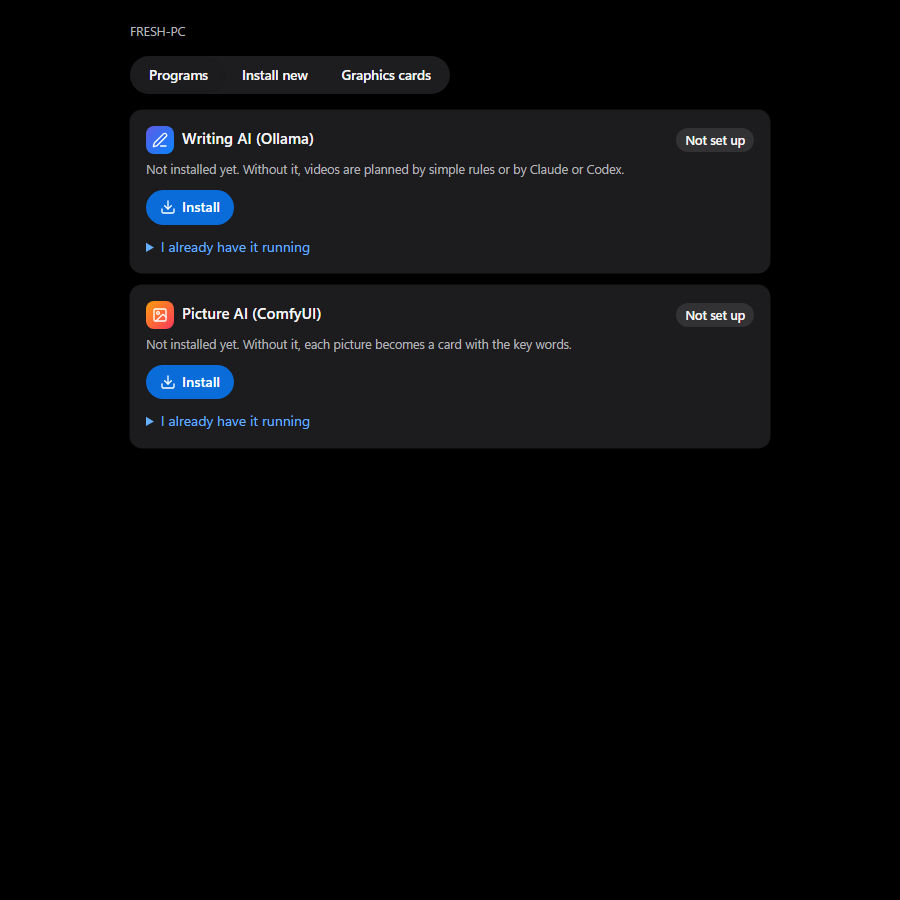 FRESH-PC
Programs
Install new
Graphics cards
Writing AI (Ollama)
Not set up
Not installed yet. Without it, videos are planned by simple rules or by Claude or Codex.
Install
I already have it running
Picture AI (ComfyUI)
Not set up
Not installed yet. Without it, each picture becomes a card with the key words.
Install
I already have it running